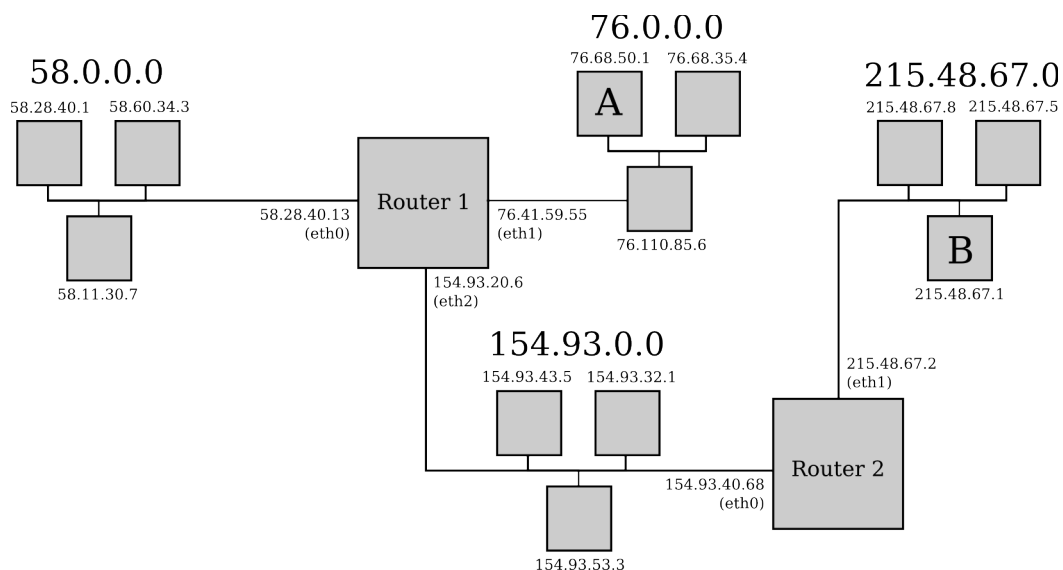 76.0.0.0
76.68.50.1 76.68.35.4
A
58.0.0.0
58.28.40.1 58.60.34.3
58.11.30.7
215.48.67.0
215.48.67.8 215.48.67.5
B
215.48.67.1
Router 1
58.28.40.13
(eth0)
76.41.59.55
(eth1)
76.110.85.6
154.93.20.6
(eth2)
154.93.0.0
154.93.43.5 154.93.32.1
154.93.53.3
215.48.67.2
(eth1)
Router 2
154.93.40.68
(eth0)